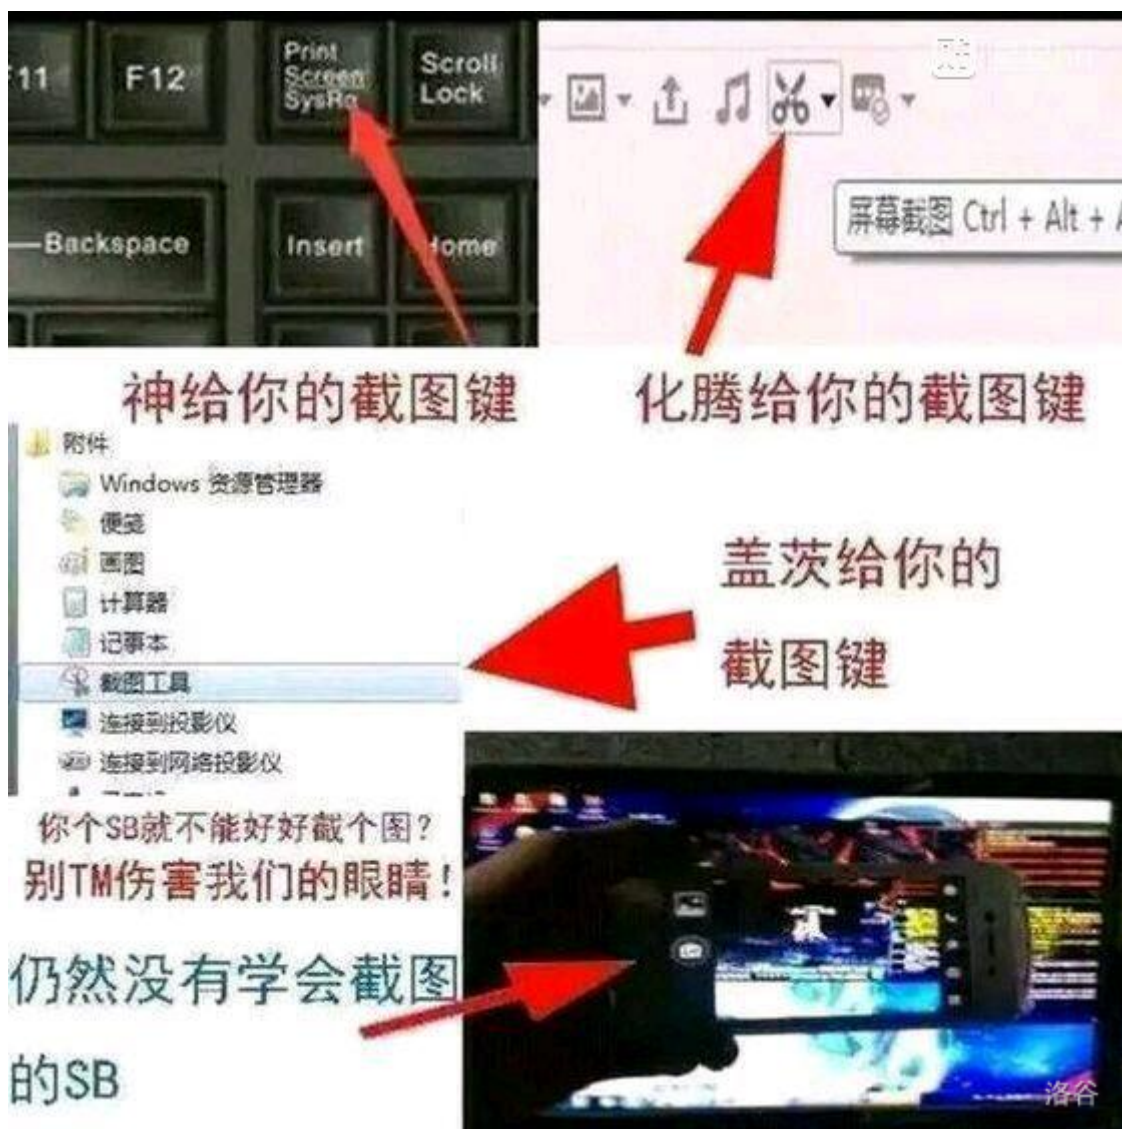 F11
F12
Print
Screen
SysRq
Scroll
Lock
Backspace
Insert
Home
贴
屏幕截图 Ctrl + Alt + A
神给你的截图键
化腾给你的截图键
附件
Windows 资源管理器
便笺
画图
计算器
记事本
截图工具
连接到投影仪
连接到网络投影仪
盖茨给你的
截图键
你个SB就不能好好截个图?
别TM伤害我们的眼睛!
仍然没有学会截图
的SB
洛谷